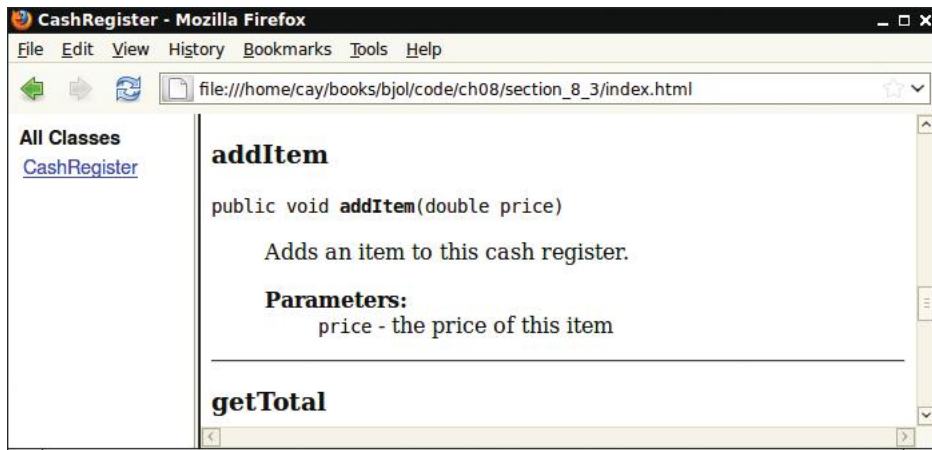 CashRegister - Mozilla Firefox
File Edit View History Bookmarks Tools Help
file:///home/cay/books/bjol/code/ch08/section_8_3/index.html
All Classes
CashRegister
addItem
public void addItem(double price)
Adds an item to this cash register.
Parameters:
price - the price of this item
getTotal